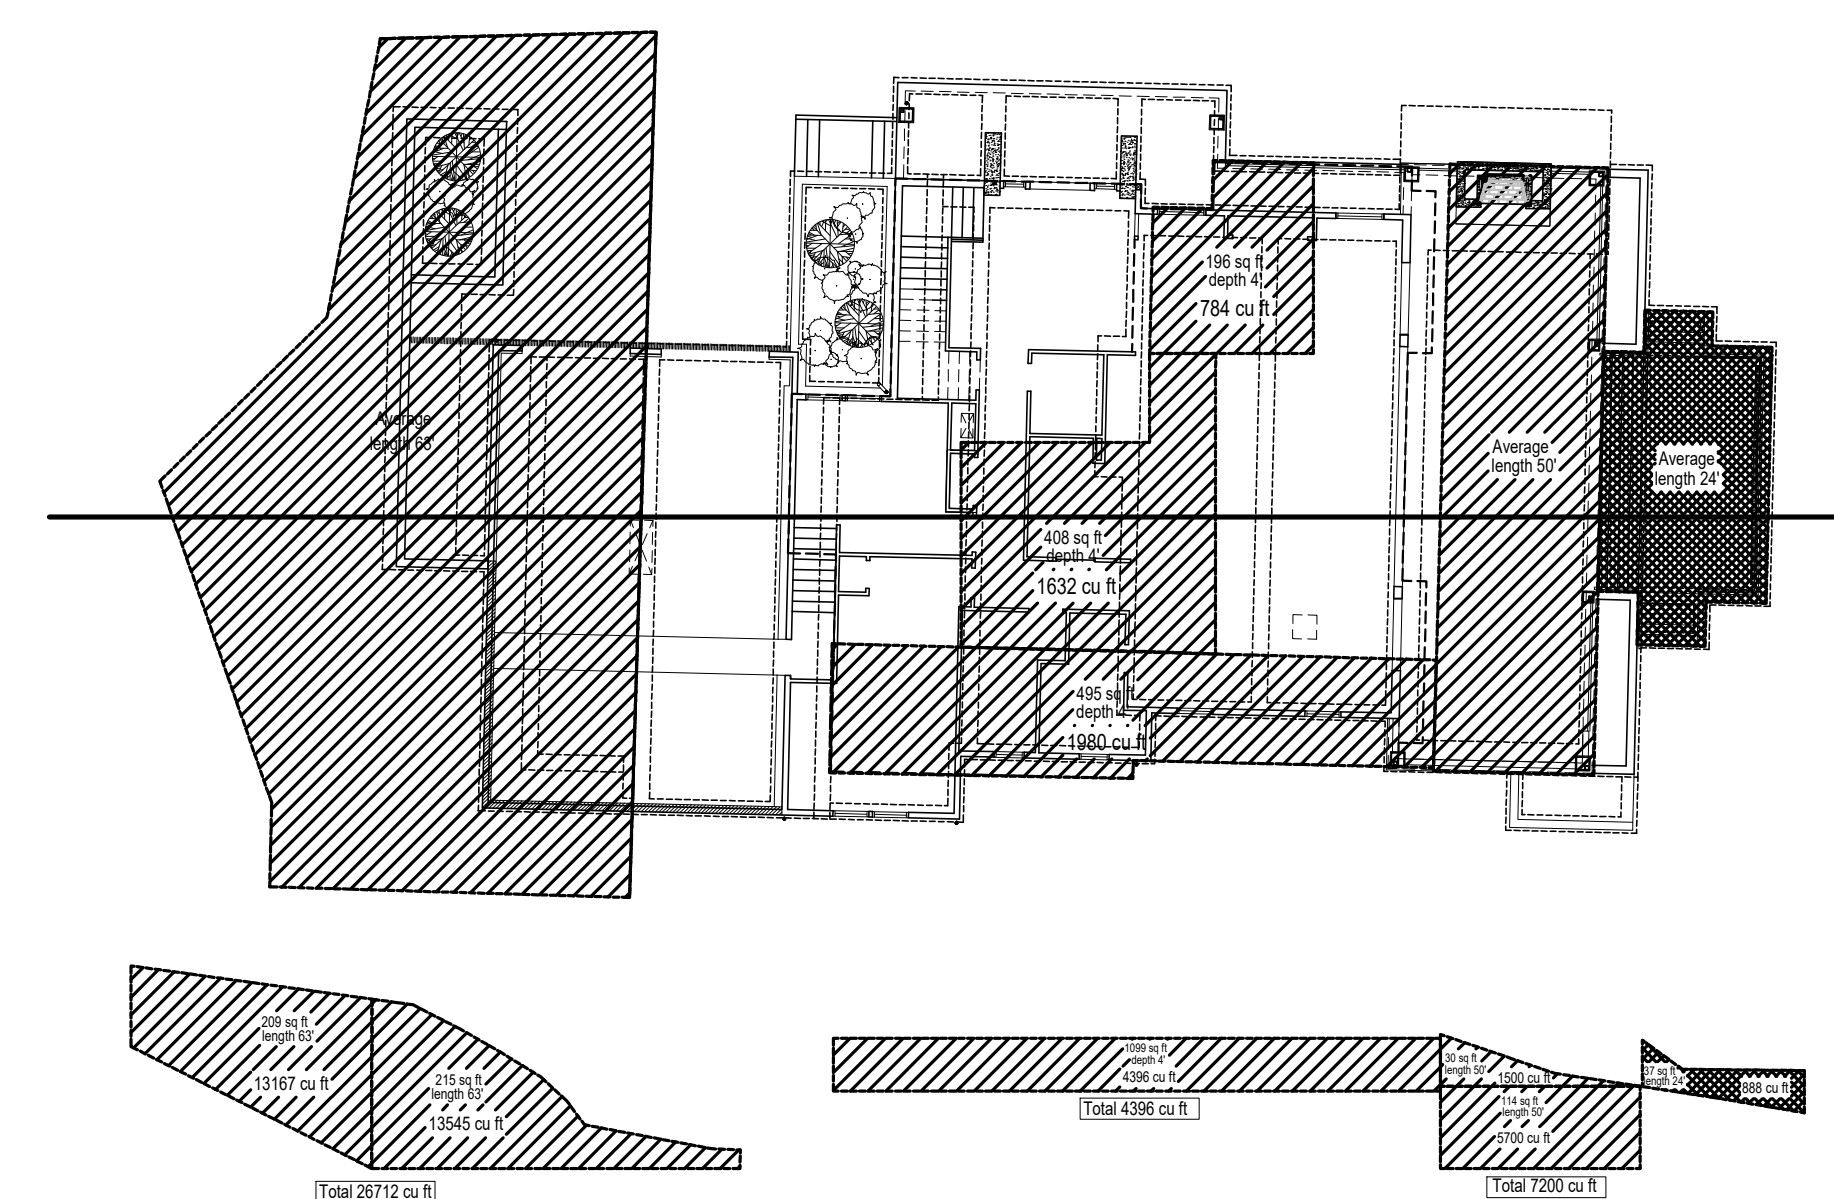 196 sq ft
depth 4'
784 cu ft
Average
length 63'
Average
length 50'
Average
length 24'
408 sq ft
depth 4'
1632 cu ft
495 sq ft
depth 4'
1980 cu ft
209 sq ft
length 63'
13167 cu ft
215 sq ft
length 63'
13545 cu ft
Total 26712 cu ft
1099 sq ft
depth 4'
4396 cu ft
Total 4396 cu ft
30 sq ft
length 50'
1500 cu ft
114 sq ft
length 50'
5700 cu ft
Total 7200 cu ft
37 sq ft
length 24'
888 cu ft